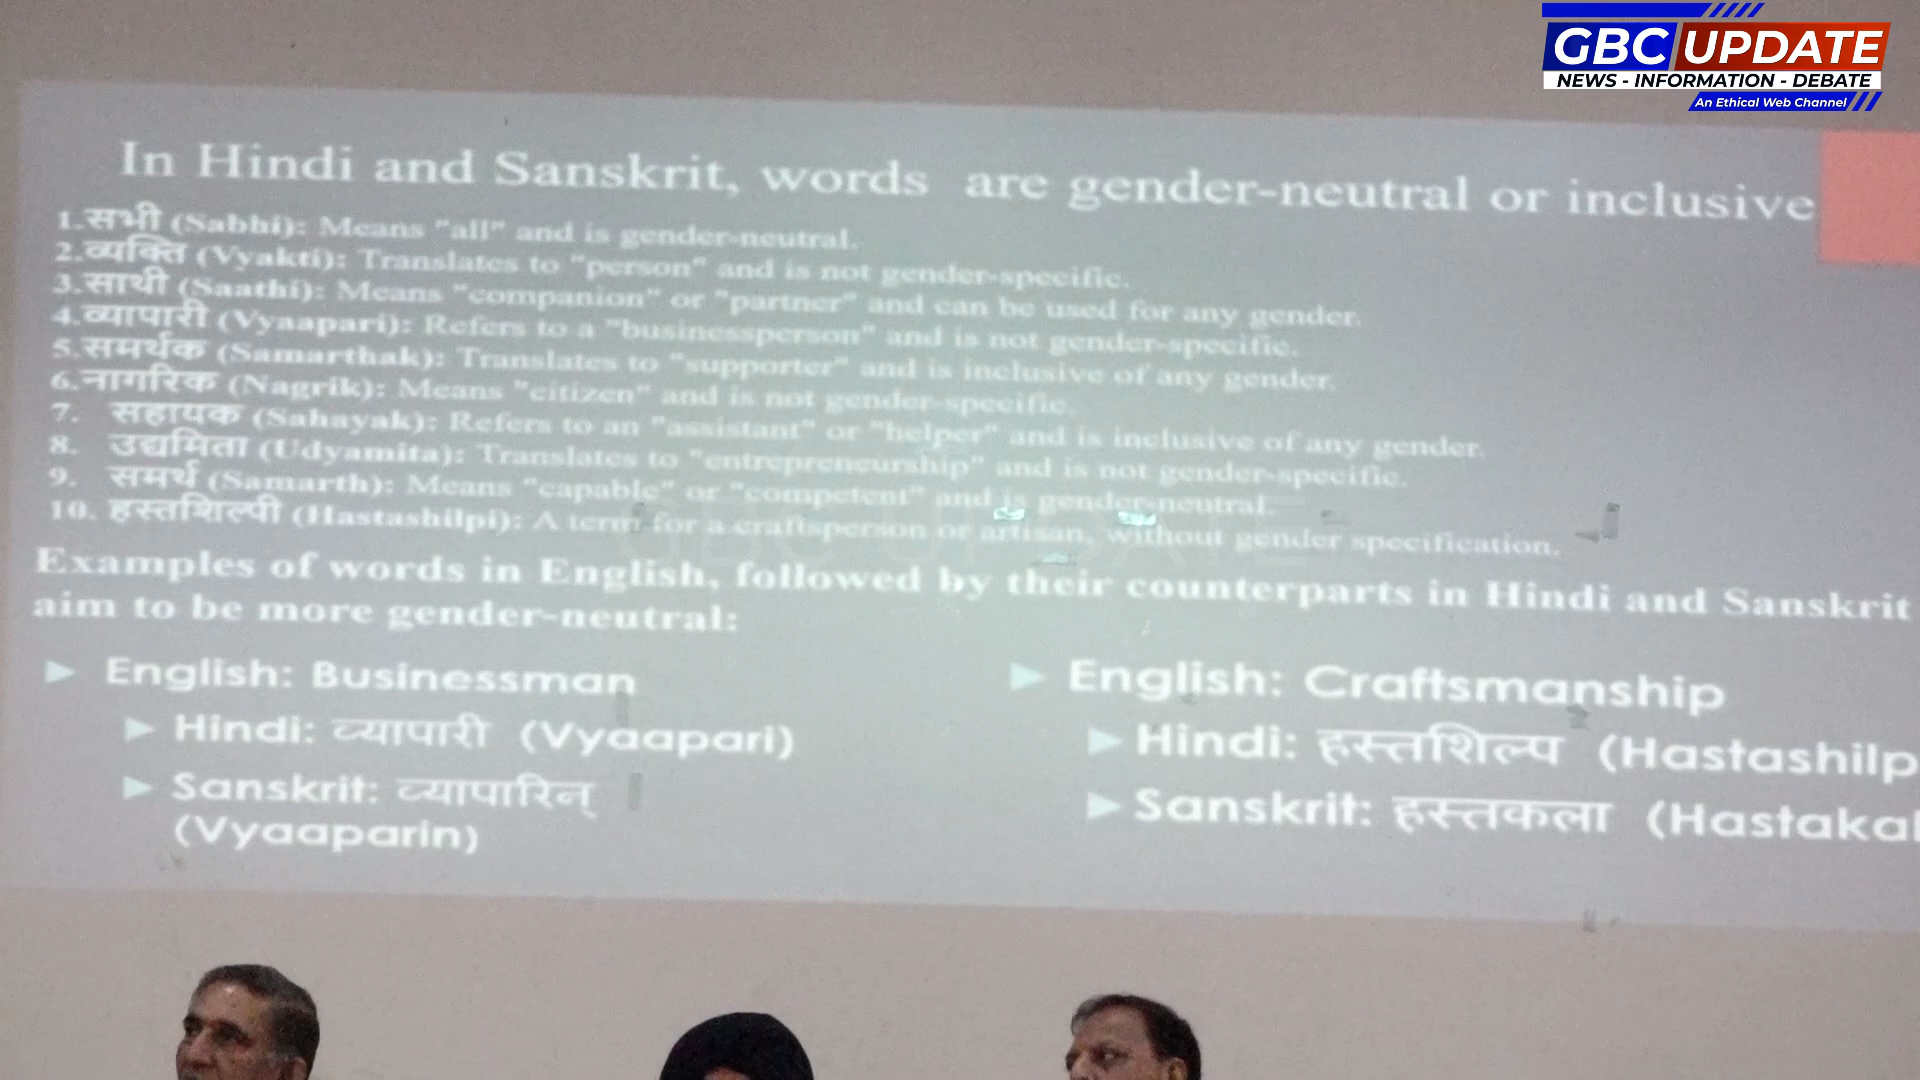 GBC UPDATE
NEWS - INFORMATION - DEBATE
An Ethical Web Channel
In Hindi and Sanskrit, words are gender-neutral or inclusive
1.सभी (Sabhi): Means "all" and is gender-neutral.
2.व्यक्ति (Vyakti): Translates to "person" and is not gender-specific.
3.साथी (Saathi): Means "companion" or "partner" and can be used for any gender.
4.व्यापारी (Vyaapari): Refers to a "businessperson" and is not gender-specific.
5.समर्थक (Samarthak): Translates to "supporter" and is inclusive of any gender.
6.नागरिक (Nagrik): Means "citizen" and is not gender-specific.
7. सहायक (Sahayak): Refers to an "assistant" or "helper" and is inclusive of any gender.
8. उद्यमिता (Udyamita): Translates to "entrepreneurship" and is not gender-specific.
9. समर्थ (Samarth): Means "capable" or "competent" and is gender-neutral.
10. हस्तशिल्पी (Hastashilpi): A term for a craftsperson or artisan, without gender specification.
GBC UPDATE
Examples of words in English, followed by their counterparts in Hindi and Sanskrit
aim to be more gender-neutral:
English: Businessman
Hindi: व्यापारी (Vyaapari)
Sanskrit: व्यापारिन्
(Vyaaparin)
English: Craftsmanship
Hindi: हस्तशिल्प (Hastashilp
Sanskrit: हस्तकला (Hastakal